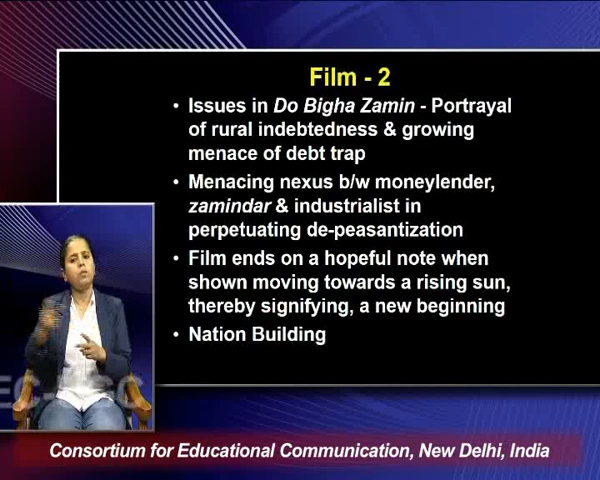 Film - 2
• Issues in Do Bigha Zamin - Portrayal
of rural indebtedness & growing
menace of debt trap
• Menacing nexus b/w moneylender,
zamindar & industrialist in
perpetuating de-peasantization
• Film ends on a hopeful note when
shown moving towards a rising sun,
thereby signifying, a new beginning
• Nation Building
Consortium for Educational Communication, New Delhi, India